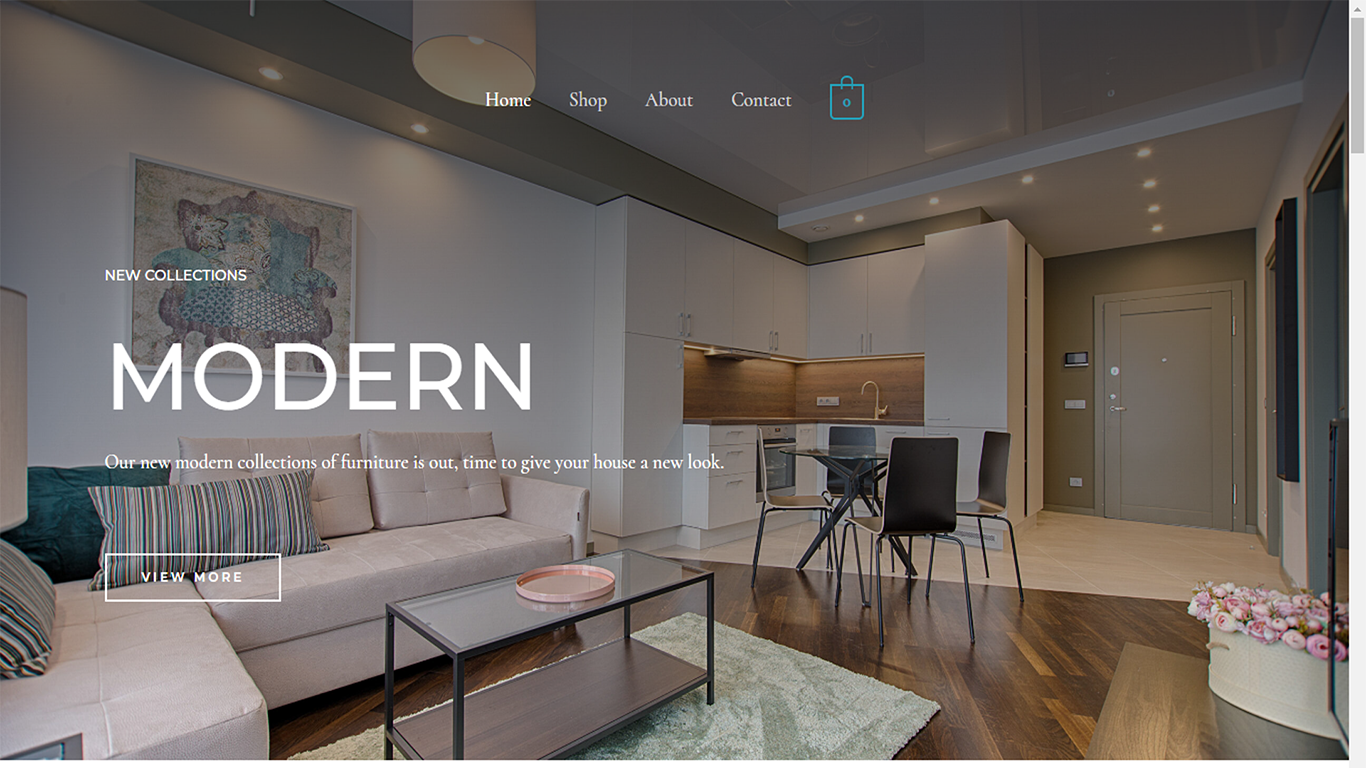 Home Shop About Contact 0
NEW COLLECTIONS
MODERN
Our new modern collections of furniture is out, time to give your house a new look.
VIEW MORE